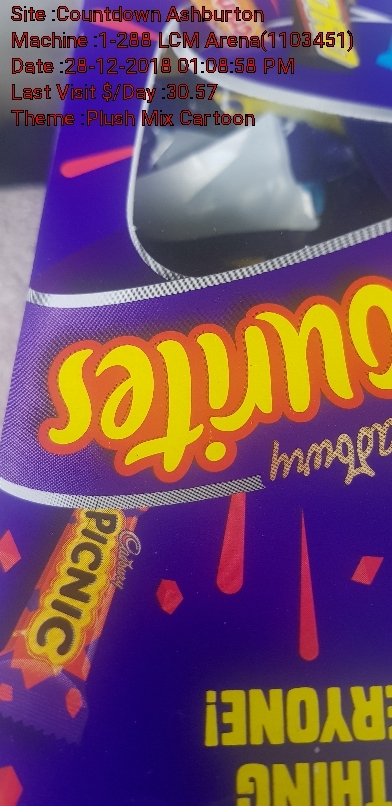 Site :Countdown Ashburton
Machine :1-288 LCM Arena(1103451)
Date :28-12-2018 01:08:58 PM
Last Visit $/Day :30.57
Theme :Plush Mix Cartoon
ourites
adbury
Cadbury
PICNIC
ERYONE!
THING